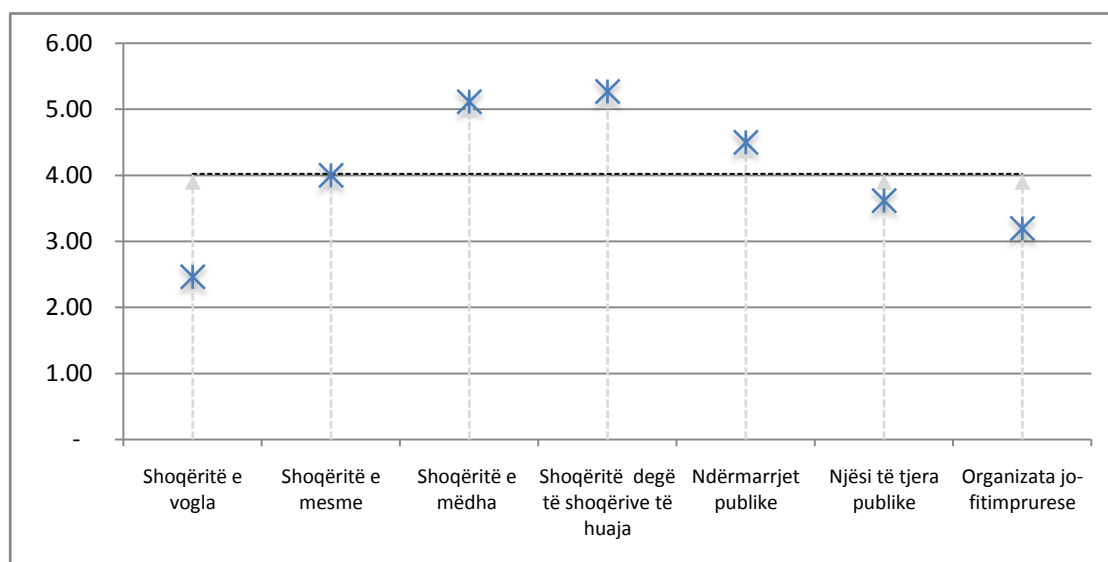 6.00
5.00
4.00
3.00
2.00
1.00
-
Shoqëritë e
vogla
Shoqëritë e
mesme
Shoqëritë e
mëdha
Shoqëritë degë
të shoqërive të
huaja
Ndërmarrjet
publike
Njësi të tjera
publike
Organizata jo-
fitimprurese